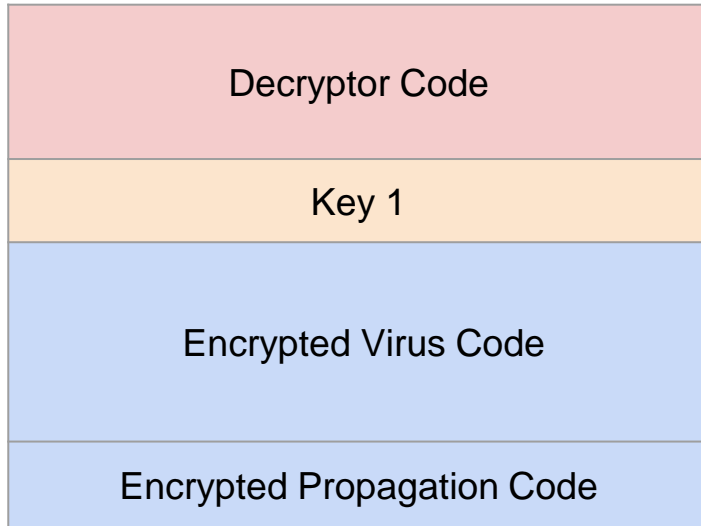 Decryptor Code
Key 1
Encrypted Virus Code
Encrypted Propagation Code